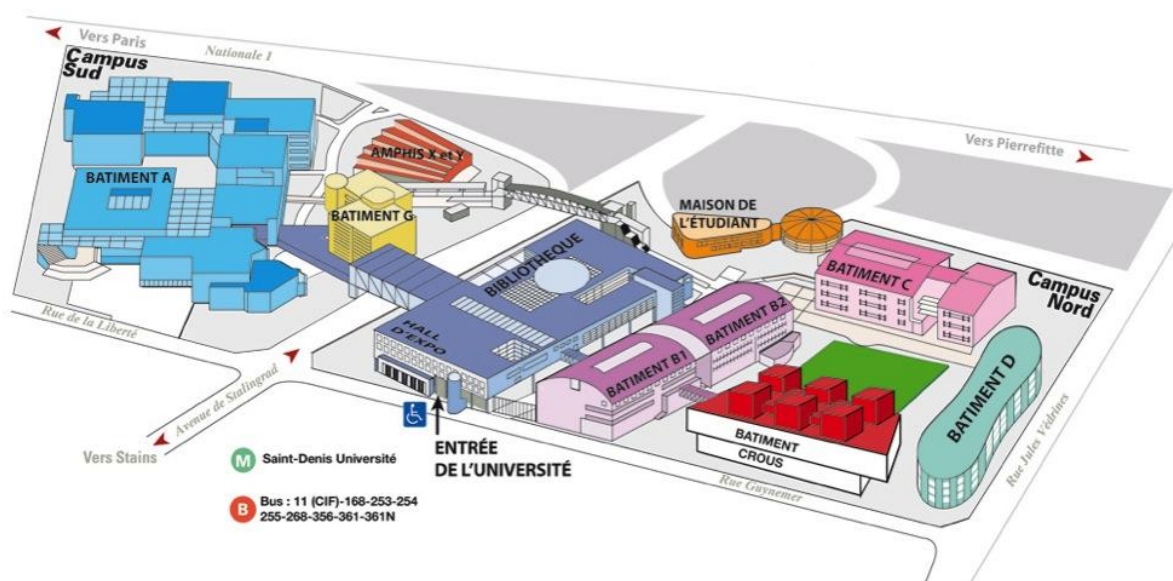 Vers Paris
Nationale 1
Campus
Sud
Vers Pierrefitte
AMPHIS X et Y
BATIMENT A
BATIMENT G
MAISON DE
L'ÉTUDIANT
BIBLIOTHEQUE
BATIMENT C
Campus
Nord
HALL
D'EXPO
BATIMENT B2
BATIMENT B1
BATIMENT D
Rue de la Liberté
Avenue de Stalingrad
Rue Jules Védrines
BATIMENT
CROUS
ENTRÉE
DE L'UNIVERSITÉ
Rue Guynemer
Vers Stains
M Saint-Denis Université
B Bus : 11 (CIF)-168-253-254
255-268-356-361-361N